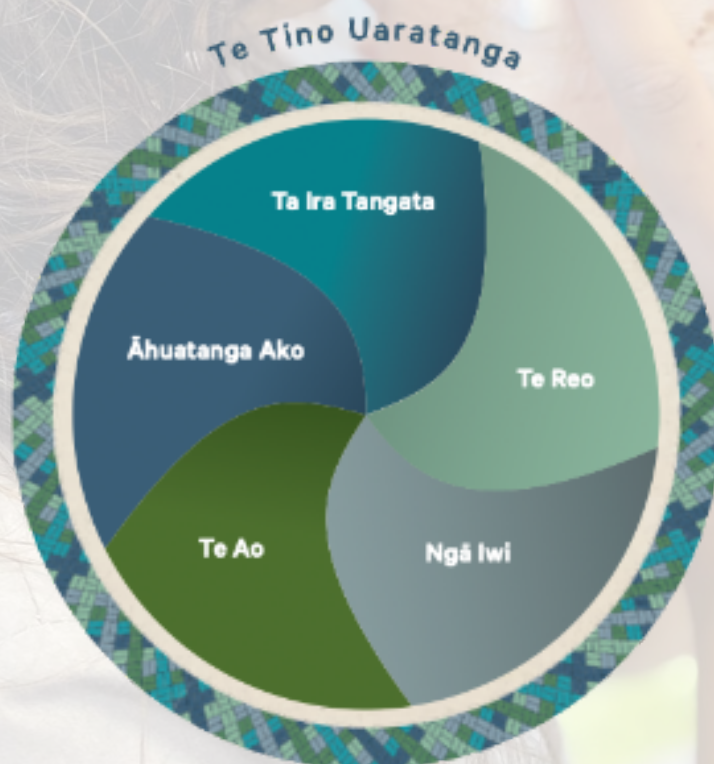 Te Tino Uaratanga
Ta Ira Tangata
Āhuatanga Ako
Te Reo
Te Ao
Ngā Iwi